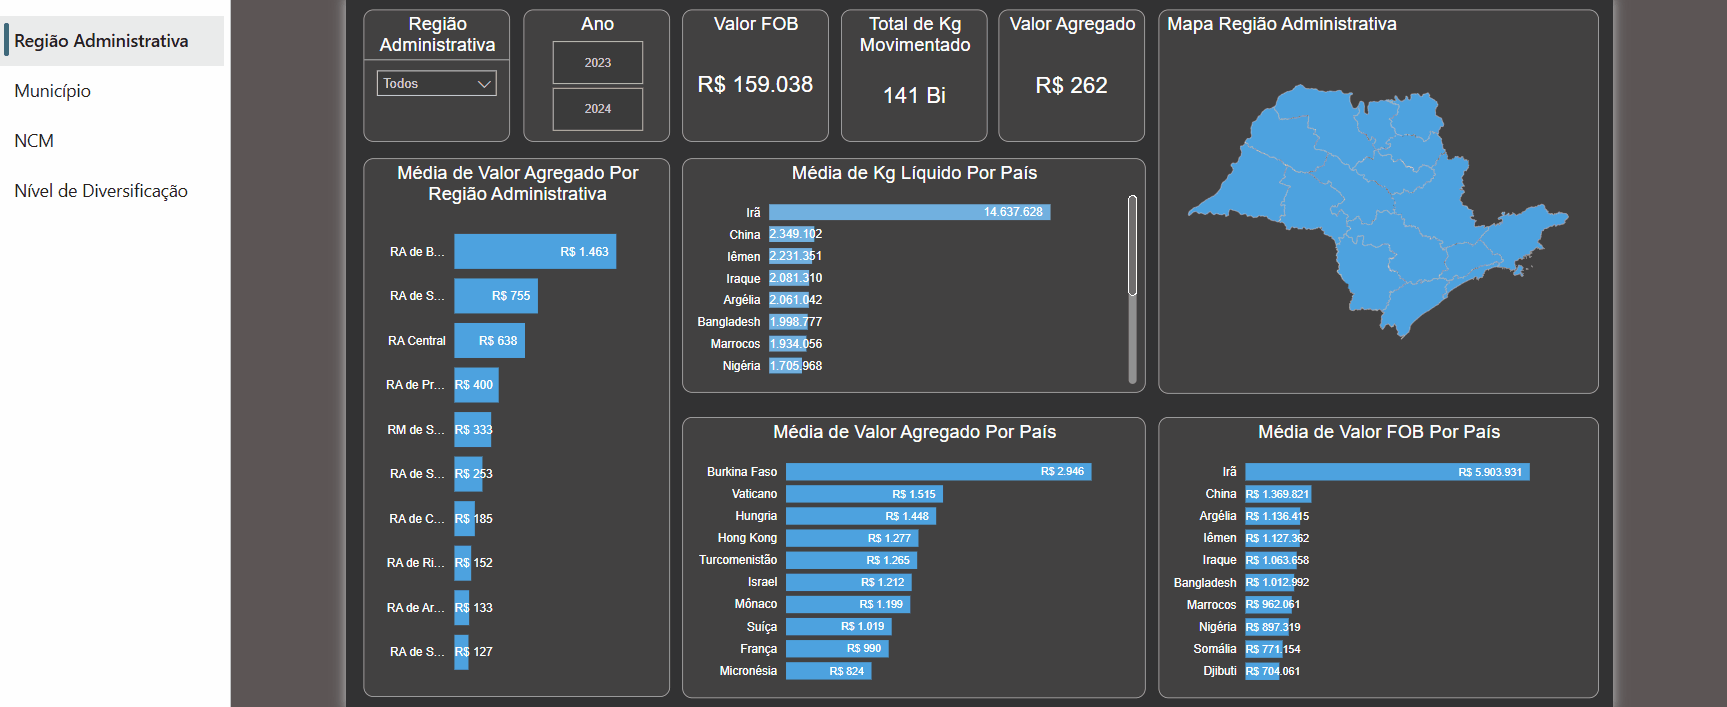 Região Administrativa
Município
NCM
Nível de Diversificação
Região
Administrativa
Todos
Ano
2023
2024
Valor FOB
R$ 159.038
Total de Kg
Movimentado
141 Bi
Valor Agregado
R$ 262
Mapa Região Administrativa
Média de Valor Agregado Por
Região Administrativa
RA de B... R$ 1.463
RA de S... R$ 755
RA Central R$ 638
RA de Pr... R$ 400
RM de S... R$ 333
RA de S... R$ 253
RA de C... R$ 185
RA de Ri... R$ 152
RA de Ar... R$ 133
RA de S... R$ 127
Média de Kg Líquido Por País
Irã 14.637.628
China 2.349.102
Iêmen 2.231.351
Iraque 2.081.310
Argélia 2.061.042
Bangladesh 1.998.777
Marrocos 1.934.056
Nigéria 1.705.968
Média de Valor Agregado Por País
Burkina Faso R$ 2.946
Vaticano R$ 1.515
Hungria R$ 1.448
Hong Kong R$ 1.277
Turcomenistão R$ 1.265
Israel R$ 1.212
Mônaco R$ 1.199
Suíça R$ 1.019
França R$ 990
Micronésia R$ 824
Média de Valor FOB Por País
Irã R$ 5.903.931
China R$ 1.369.821
Argélia R$ 1.136.415
Iêmen R$ 1.127.362
Iraque R$ 1.063.658
Bangladesh R$ 1.012.992
Marrocos R$ 962.061
Nigéria R$ 897.319
Somália R$ 771.154
Djibuti R$ 704.061